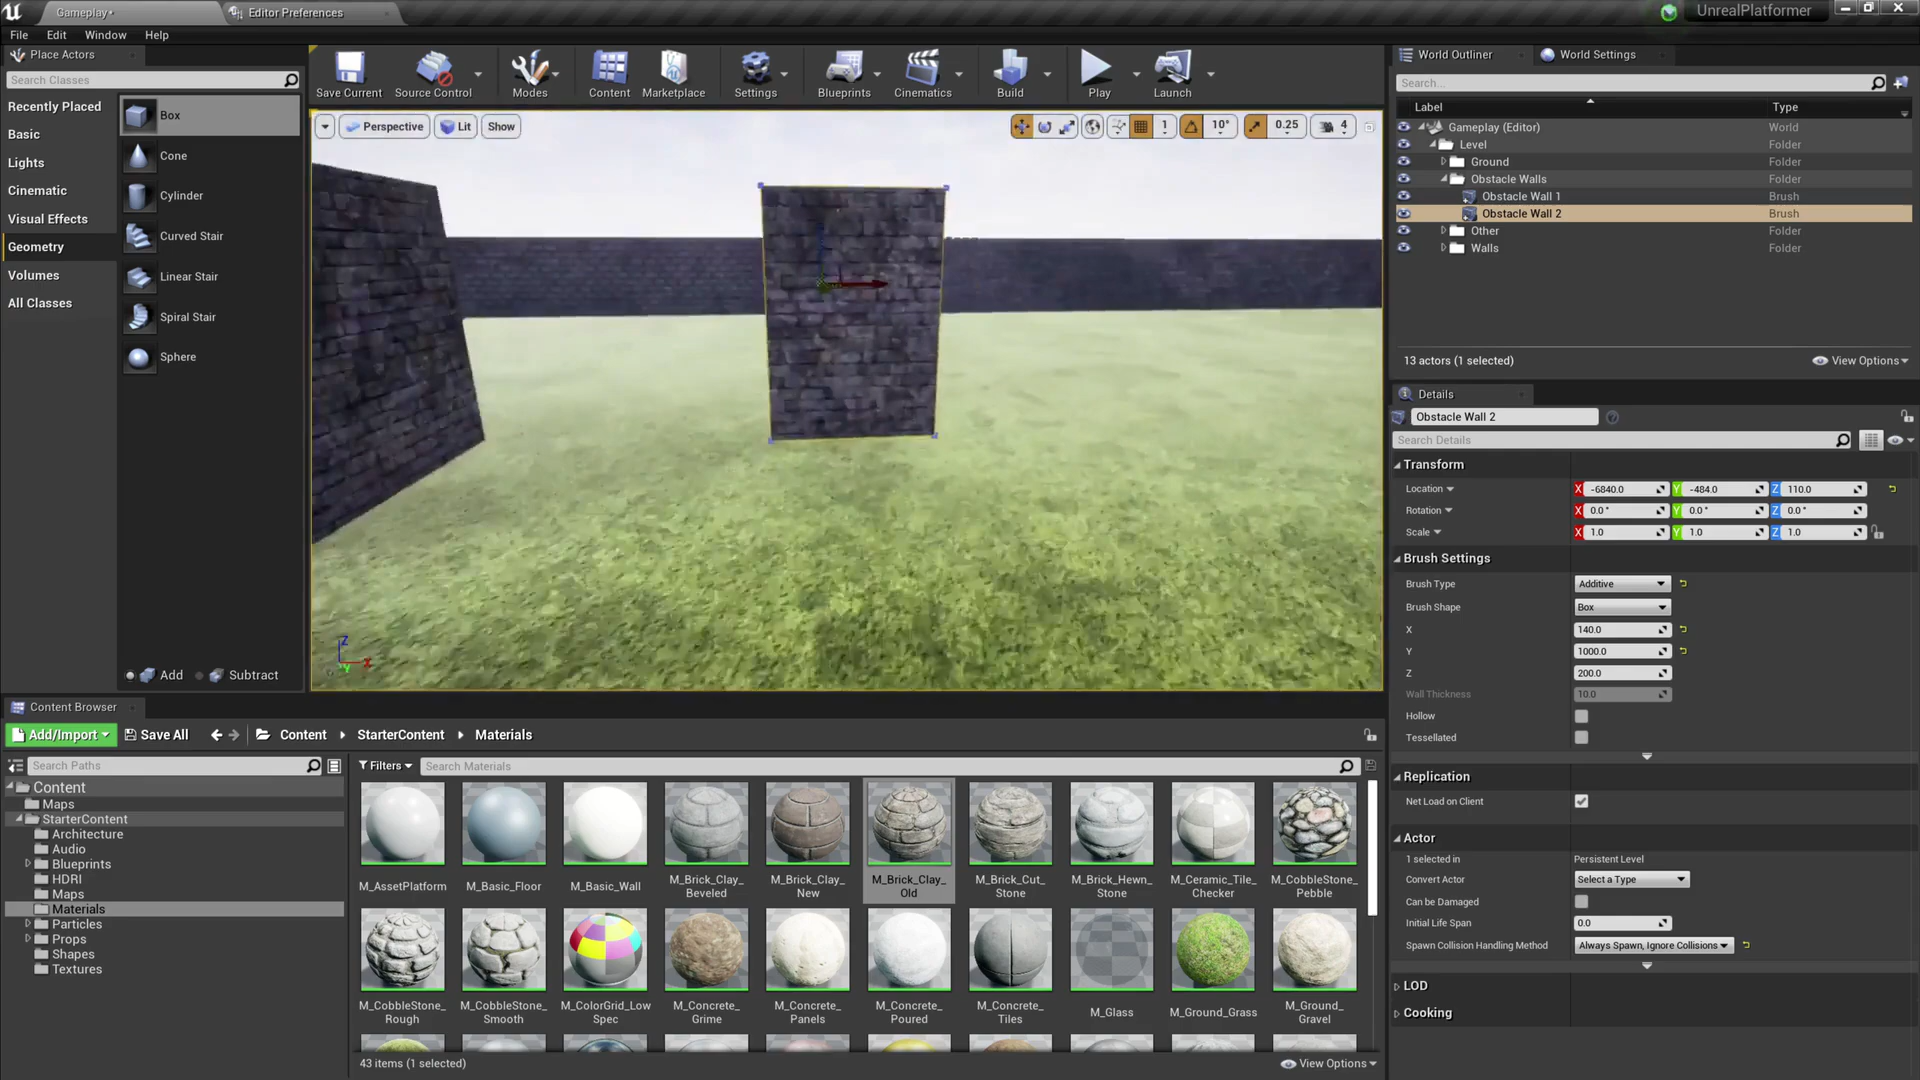 Gameplay•
Editor Preferences
UnrealPlatformer
File Edit Window Help
Place Actors
Search Classes
Recently Placed
Basic
Lights
Cinematic
Visual Effects
Geometry
Volumes
All Classes
Box
Cone
Cylinder
Curved Stair
Linear Stair
Spiral Stair
Sphere
Add Subtract
Save Current
Source Control
Modes
Content
Marketplace
Settings
Blueprints
Cinematics
Build
Play
Launch
Perspective
Lit
Show
1 10° 0.25 4
Z
Y X
World Outliner
World Settings
Search...
Label Type
Gameplay (Editor) World
Level Folder
Ground Folder
Obstacle Walls Folder
Obstacle Wall 1 Brush
Obstacle Wall 2 Brush
Other Folder
Walls Folder
13 actors (1 selected)
View Options
Details
Obstacle Wall 2
Search Details
Transform
Location X -6840.0 Y -484.0 Z 110.0
Rotation X 0.0° Y 0.0° Z 0.0°
Scale X 1.0 Y 1.0 Z 1.0
Brush Settings
Brush Type Additive
Brush Shape Box
X 140.0
Y 1000.0
Z 200.0
Wall Thickness 10.0
Hollow
Tessellated
Replication
Net Load on Client
Actor
1 selected in Persistent Level
Convert Actor Select a Type
Can be Damaged
Initial Life Span 0.0
Spawn Collision Handling Method Always Spawn, Ignore Collisions
LOD
Cooking
Content Browser
Add/Import
Save All
Content StarterContent Materials
Search Paths
Filters
Search Materials
Content
Maps
StarterContent
Architecture
Audio
Blueprints
HDRI
Maps
Materials
Particles
Props
Shapes
Textures
M_AssetPlatform
M_Basic_Floor
M_Basic_Wall
M_Brick_Clay_
Beveled
M_Brick_Clay_
New
M_Brick_Clay_
Old
M_Brick_Cut_
Stone
M_Brick_Hewn_
Stone
M_Ceramic_Tile_
Checker
M_CobbleStone_
Pebble
M_CobbleStone_
Rough
M_CobbleStone_
Smooth
M_ColorGrid_Low
Spec
M_Concrete_
Grime
M_Concrete_
Panels
M_Concrete_
Poured
M_Concrete_
Tiles
M_Glass
M_Ground_Grass
M_Ground_
Gravel
43 items (1 selected)
View Options